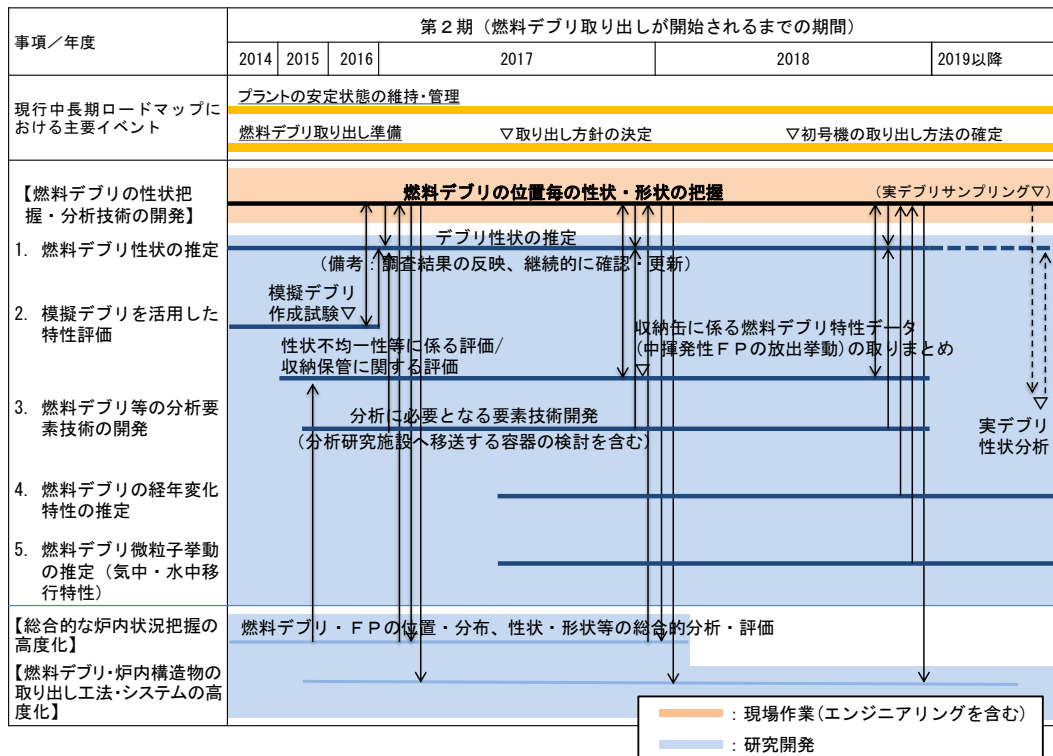 事項／年度
第２期（燃料デブリ取り出しが開始されるまでの期間）
2014
2015
2016
2017
2018
2019以降
現行中長期ロードマップに
おける主要イベント
プラントの安定状態の維持・管理
燃料デブリ取り出し準備
▽取り出し方針の決定
▽初号機の取り出し方法の確定
【燃料デブリの性状把
握・分析技術の開発】
燃料デブリの位置毎の性状・形状の把握
(実デブリサンプリング▽)
1. 燃料デブリ性状の推定
デブリ性状の推定
（備考：調査結果の反映、継続的に確認・更新）
2. 模擬デブリを活用した
特性評価
模擬デブリ
作成試験▽
性状不均一性等に係る評価/
収納保管に関する評価
収納缶に係る燃料デブリ特性データ
(中揮発性ＦＰの放出挙動)の取りまとめ
▽
3. 燃料デブリ等の分析要
素技術の開発
分析に必要となる要素技術開発
(分析研究施設へ移送する容器の検討を含む)
▽
実デブリ
性状分析
4. 燃料デブリの経年変化
特性の推定
5. 燃料デブリ微粒子挙動
の推定（気中・水中移
行特性）
【総合的な炉内状況把握の
高度化】
燃料デブリ・ＦＰの位置・分布、性状・形状等の総合的分析・評価
【燃料デブリ・炉内構造物の
取り出し工法・システムの高
度化】
：現場作業(エンジニアリングを含む)
：研究開発